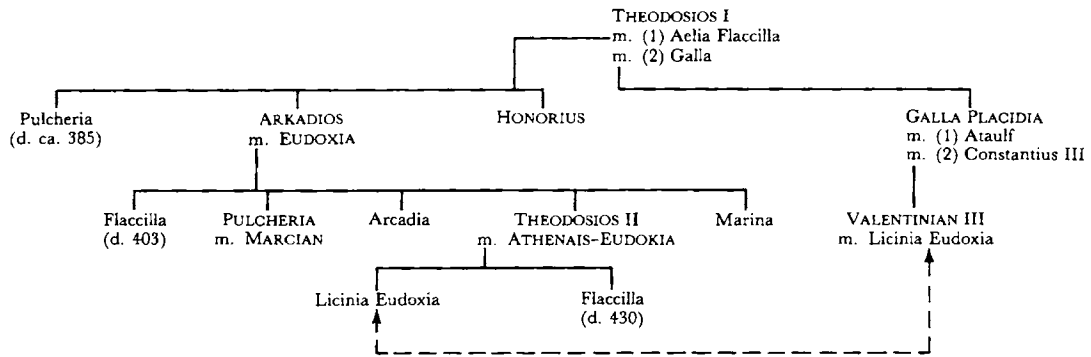 THEODOSIOS I
m. (1) Aelia Flaccilla
m. (2) Galla
Pulcheria
(d. ca. 385)
ARKADIOS
m. EUDOXIA
HONORIUS
GALLA PLACIDIA
m. (1) Ataulf
m. (2) Constantius III
Flaccilla
(d. 403)
PULCHERIA
m. MARCIAN
Arcadia
THEODOSIOS II
m. ATHENAIS-EUDOKIA
Marina
VALENTINIAN III
m. Licinia Eudoxia
Licinia Eudoxia
Flaccilla
(d. 430)